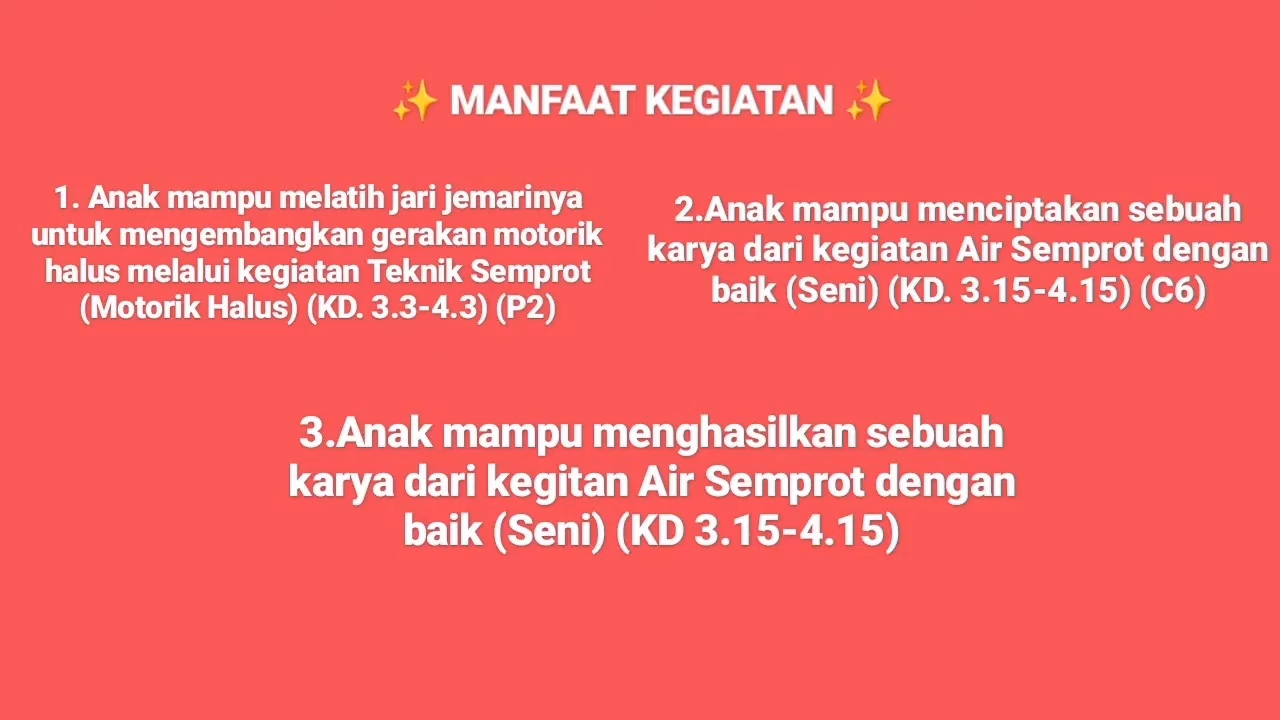 ✨ MANFAAT KEGIATAN ✨
1. Anak mampu melatih jari jemarinya
untuk mengembangkan gerakan motorik
halus melalui kegiatan Teknik Semprot
(Motorik Halus) (KD. 3.3-4.3) (P2)
2.Anak mampu menciptakan sebuah
karya dari kegiatan Air Semprot dengan
baik (Seni) (KD. 3.15-4.15) (C6)
3.Anak mampu menghasilkan sebuah
karya dari kegitan Air Semprot dengan
baik (Seni) (KD 3.15-4.15)